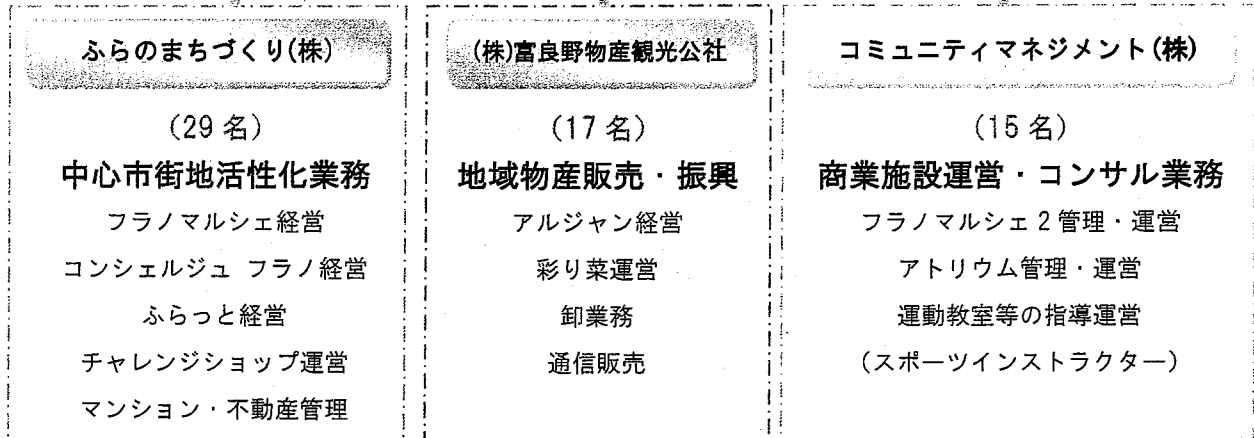 ふらのまちづくり(株)
(29名)
中心市街地活性化業務
フラノマルシェ経営
コンシェルジュ フラノ経営
ふらっと経営
チャレンジショップ運営
マンション・不動産管理
(株)富良野物産観光公社
(17名)
地域物産販売・振興
アルジャン経営
彩り菜運営
卸業務
通信販売
コミュニティマネジメント(株)
(15名)
商業施設運営・コンサル業務
フラノマルシェ2管理・運営
アトリウム管理・運営
運動教室等の指導運営
(スポーツインストラクター)